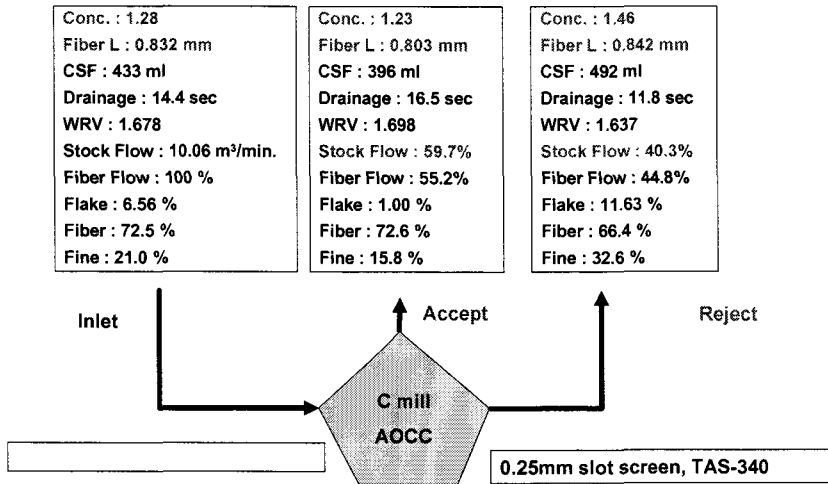 Conc. : 1.28
Fiber L : 0.832 mm
CSF : 433 ml
Drainage : 14.4 sec
WRV : 1.678
Stock Flow : 10.06 m³/min.
Fiber Flow : 100 %
Flake : 6.56 %
Fiber : 72.5 %
Fine : 21.0 %
Conc. : 1.23
Fiber L : 0.803 mm
CSF : 396 ml
Drainage : 16.5 sec
WRV : 1.698
Stock Flow : 59.7%
Fiber Flow : 55.2%
Flake : 1.00 %
Fiber : 72.6 %
Fine : 15.8 %
Conc. : 1.46
Fiber L : 0.842 mm
CSF : 492 ml
Drainage : 11.8 sec
WRV : 1.637
Stock Flow : 40.3%
Fiber Flow : 44.8%
Flake : 11.63 %
Fiber : 66.4 %
Fine : 32.6 %
Inlet
Accept
Reject
C mill
AOCC
0.25mm slot screen, TAS-340